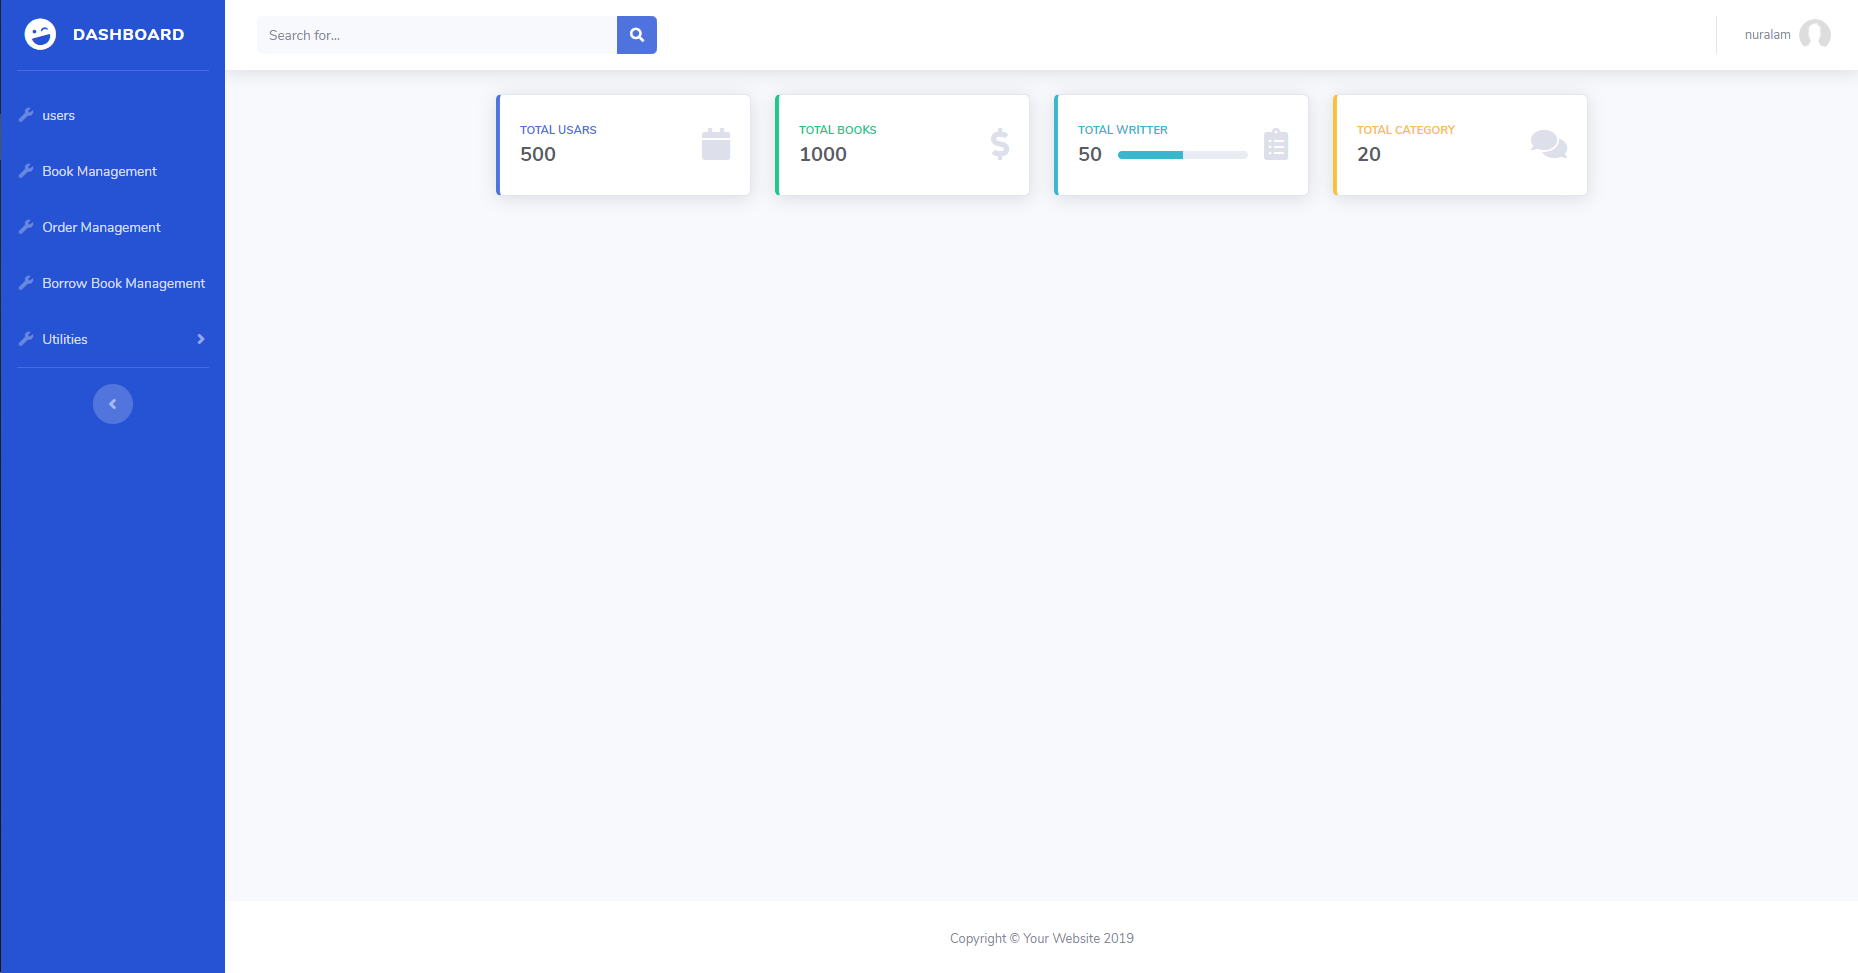 DASHBOARD
users
Book Management
Order Management
Borrow Book Management
Utilities
Search for...
nuralam
TOTAL USARS
500
TOTAL BOOKS
1000
TOTAL WRITTER
50
TOTAL CATEGORY
20
Copyright © Your Website 2019